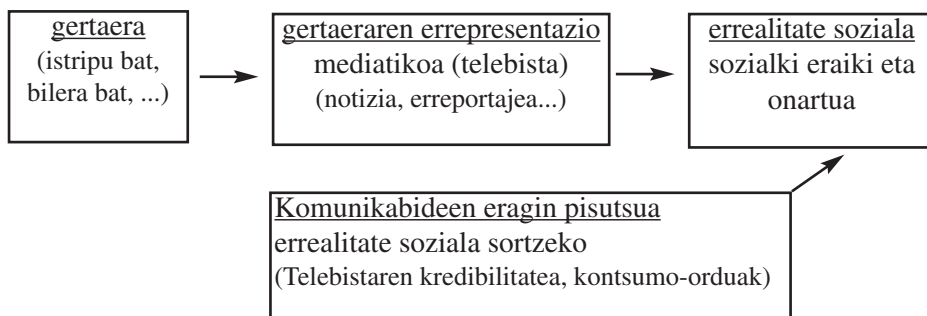 gertaera
(istripu bat,
bilera bat, ...)
gertaeraren errepresentazio
mediatikoa (telebista)
(notizia, erreportajea...)
errealitate soziala
sozialki eraiki eta
onartua
Komunikabideen eragin pisutsua
errealitate soziala sortzeko
(Telebistaren kredibilitatea, kontsumo-orduak)